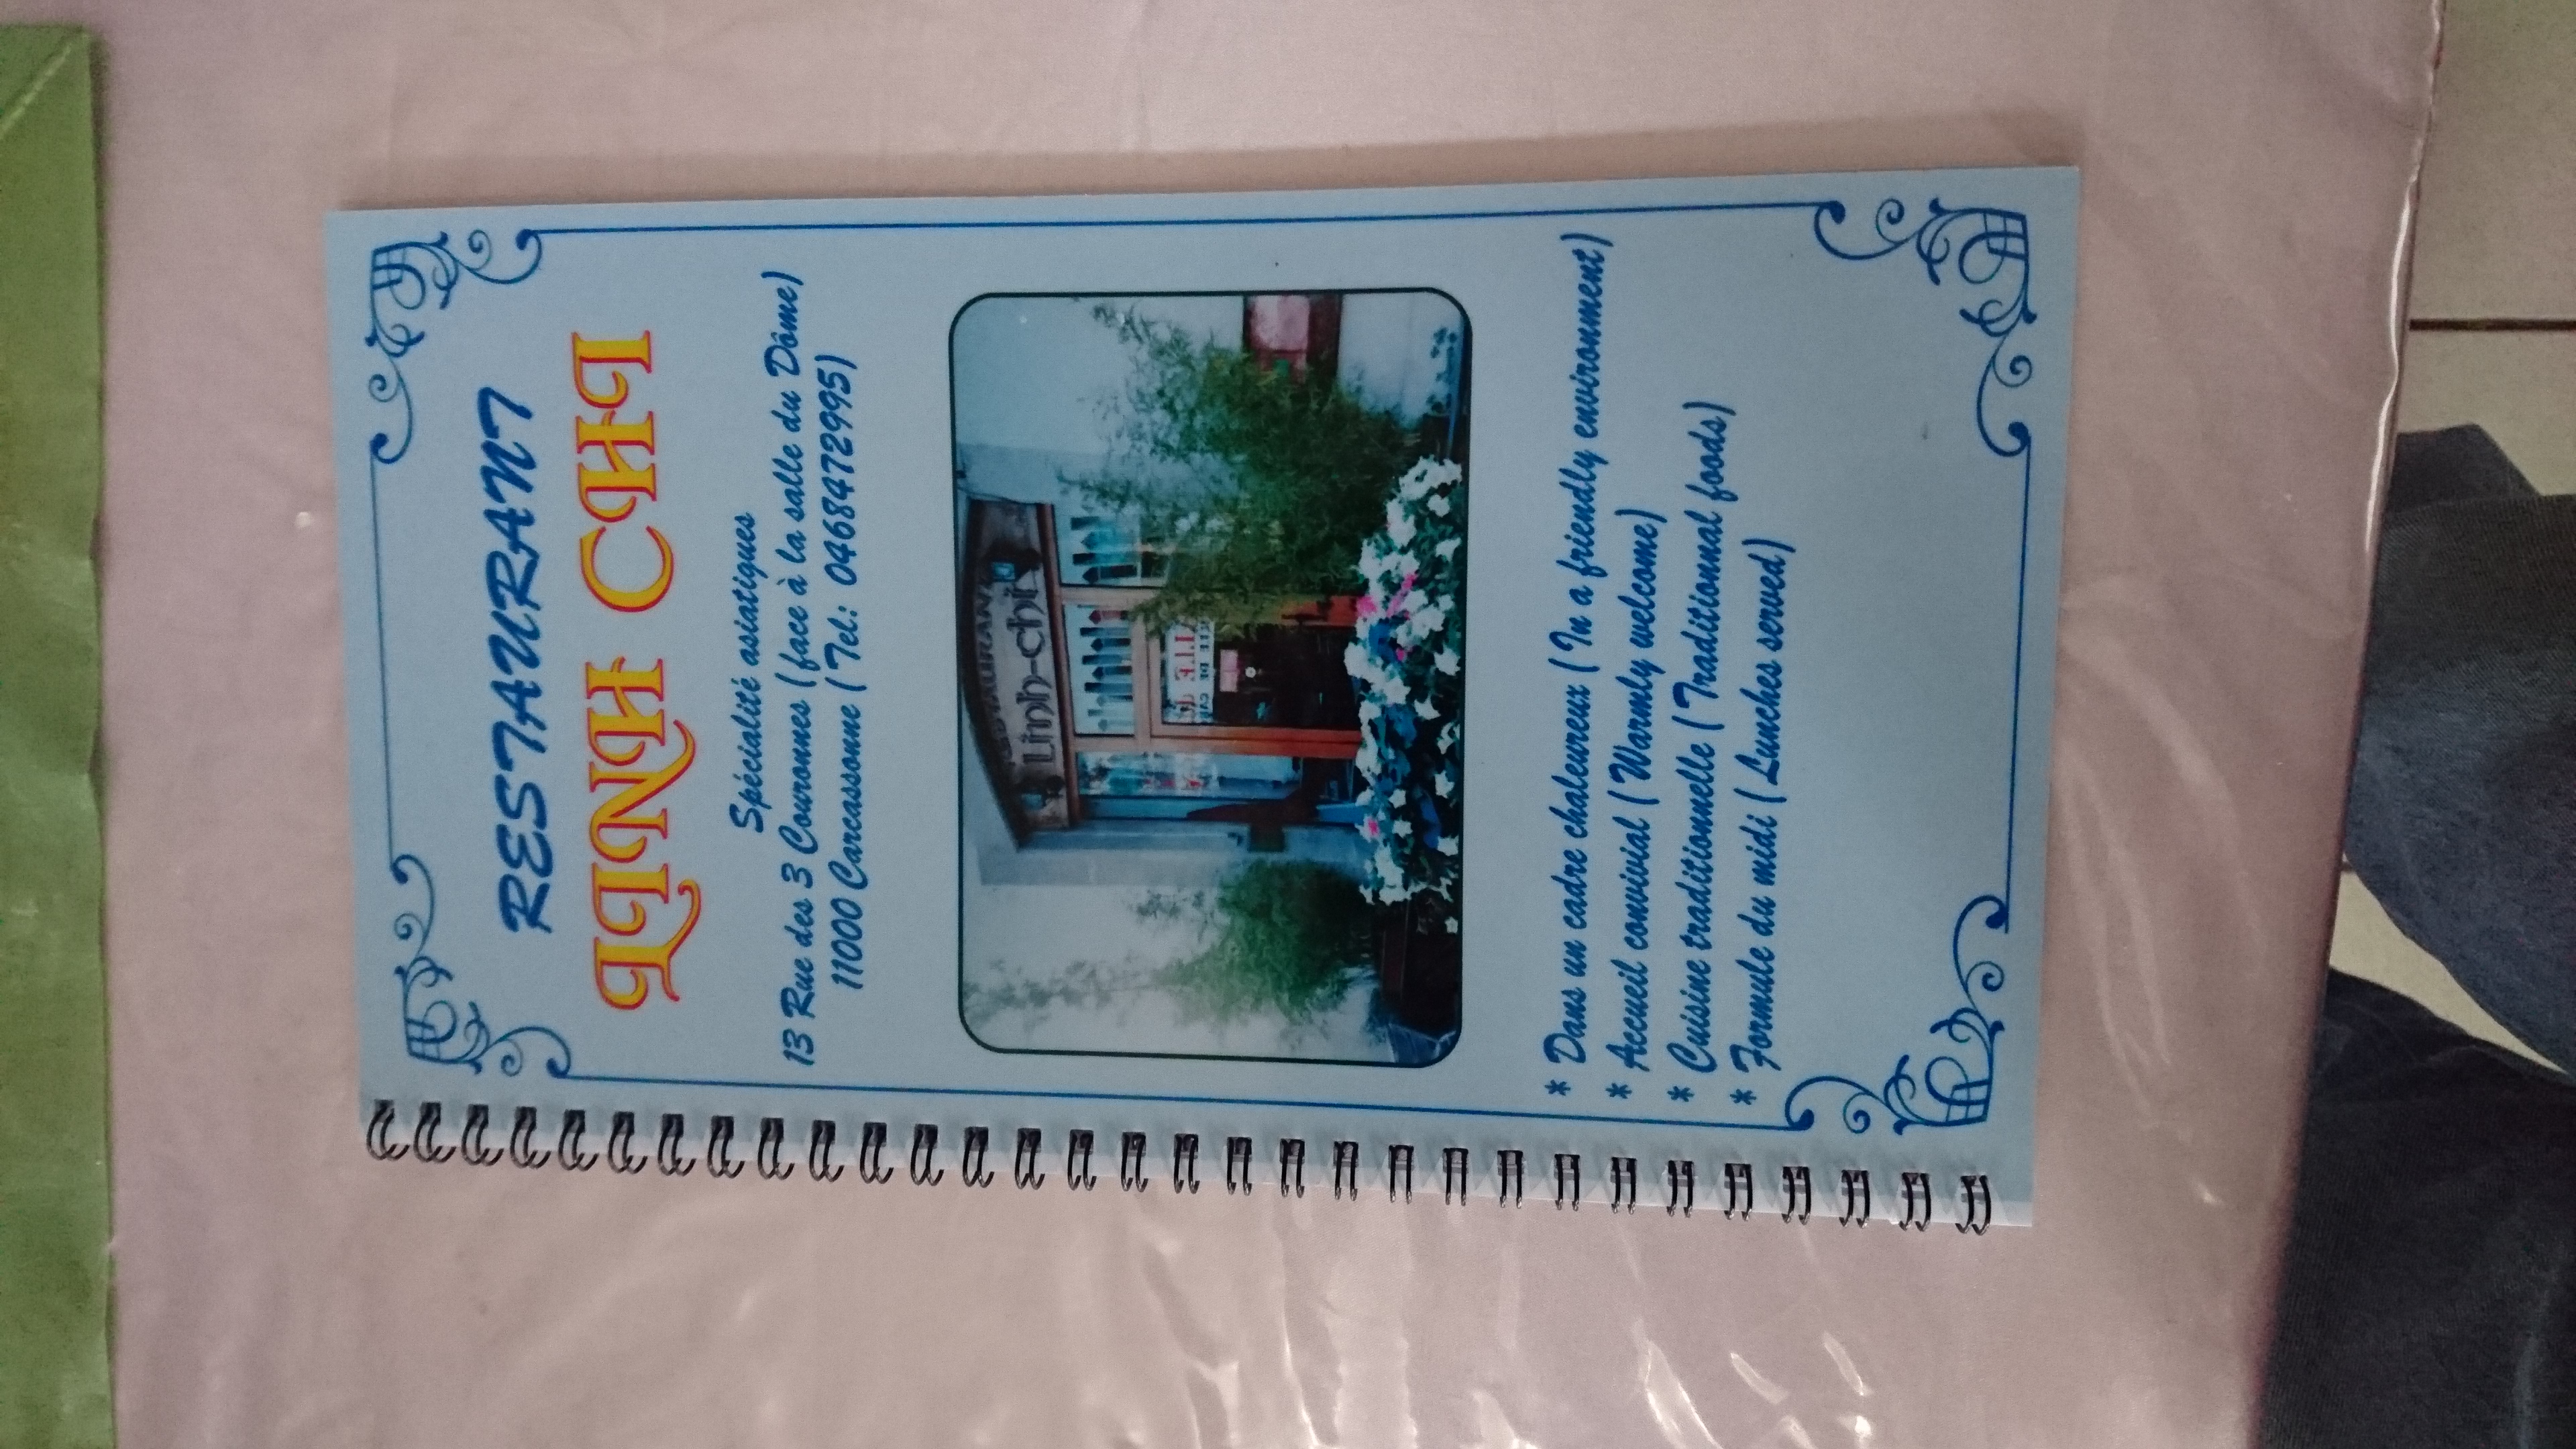 RESTAURANT
LINH CHI
Spécialité asiatiques
13 Rue des 3 Couronnes ( face à la salle du Dôme)
11000 Carcassonne ( Tel: 0468472995)
RESTAURANT
Linh-chi
* Dans un cadre chaleureux ( In a friendly environment)
* Accueil convivial ( Warmly welcome)
* Cuisine traditionnelle ( Traditionnal foods)
* Formule du midi ( Lunches served)